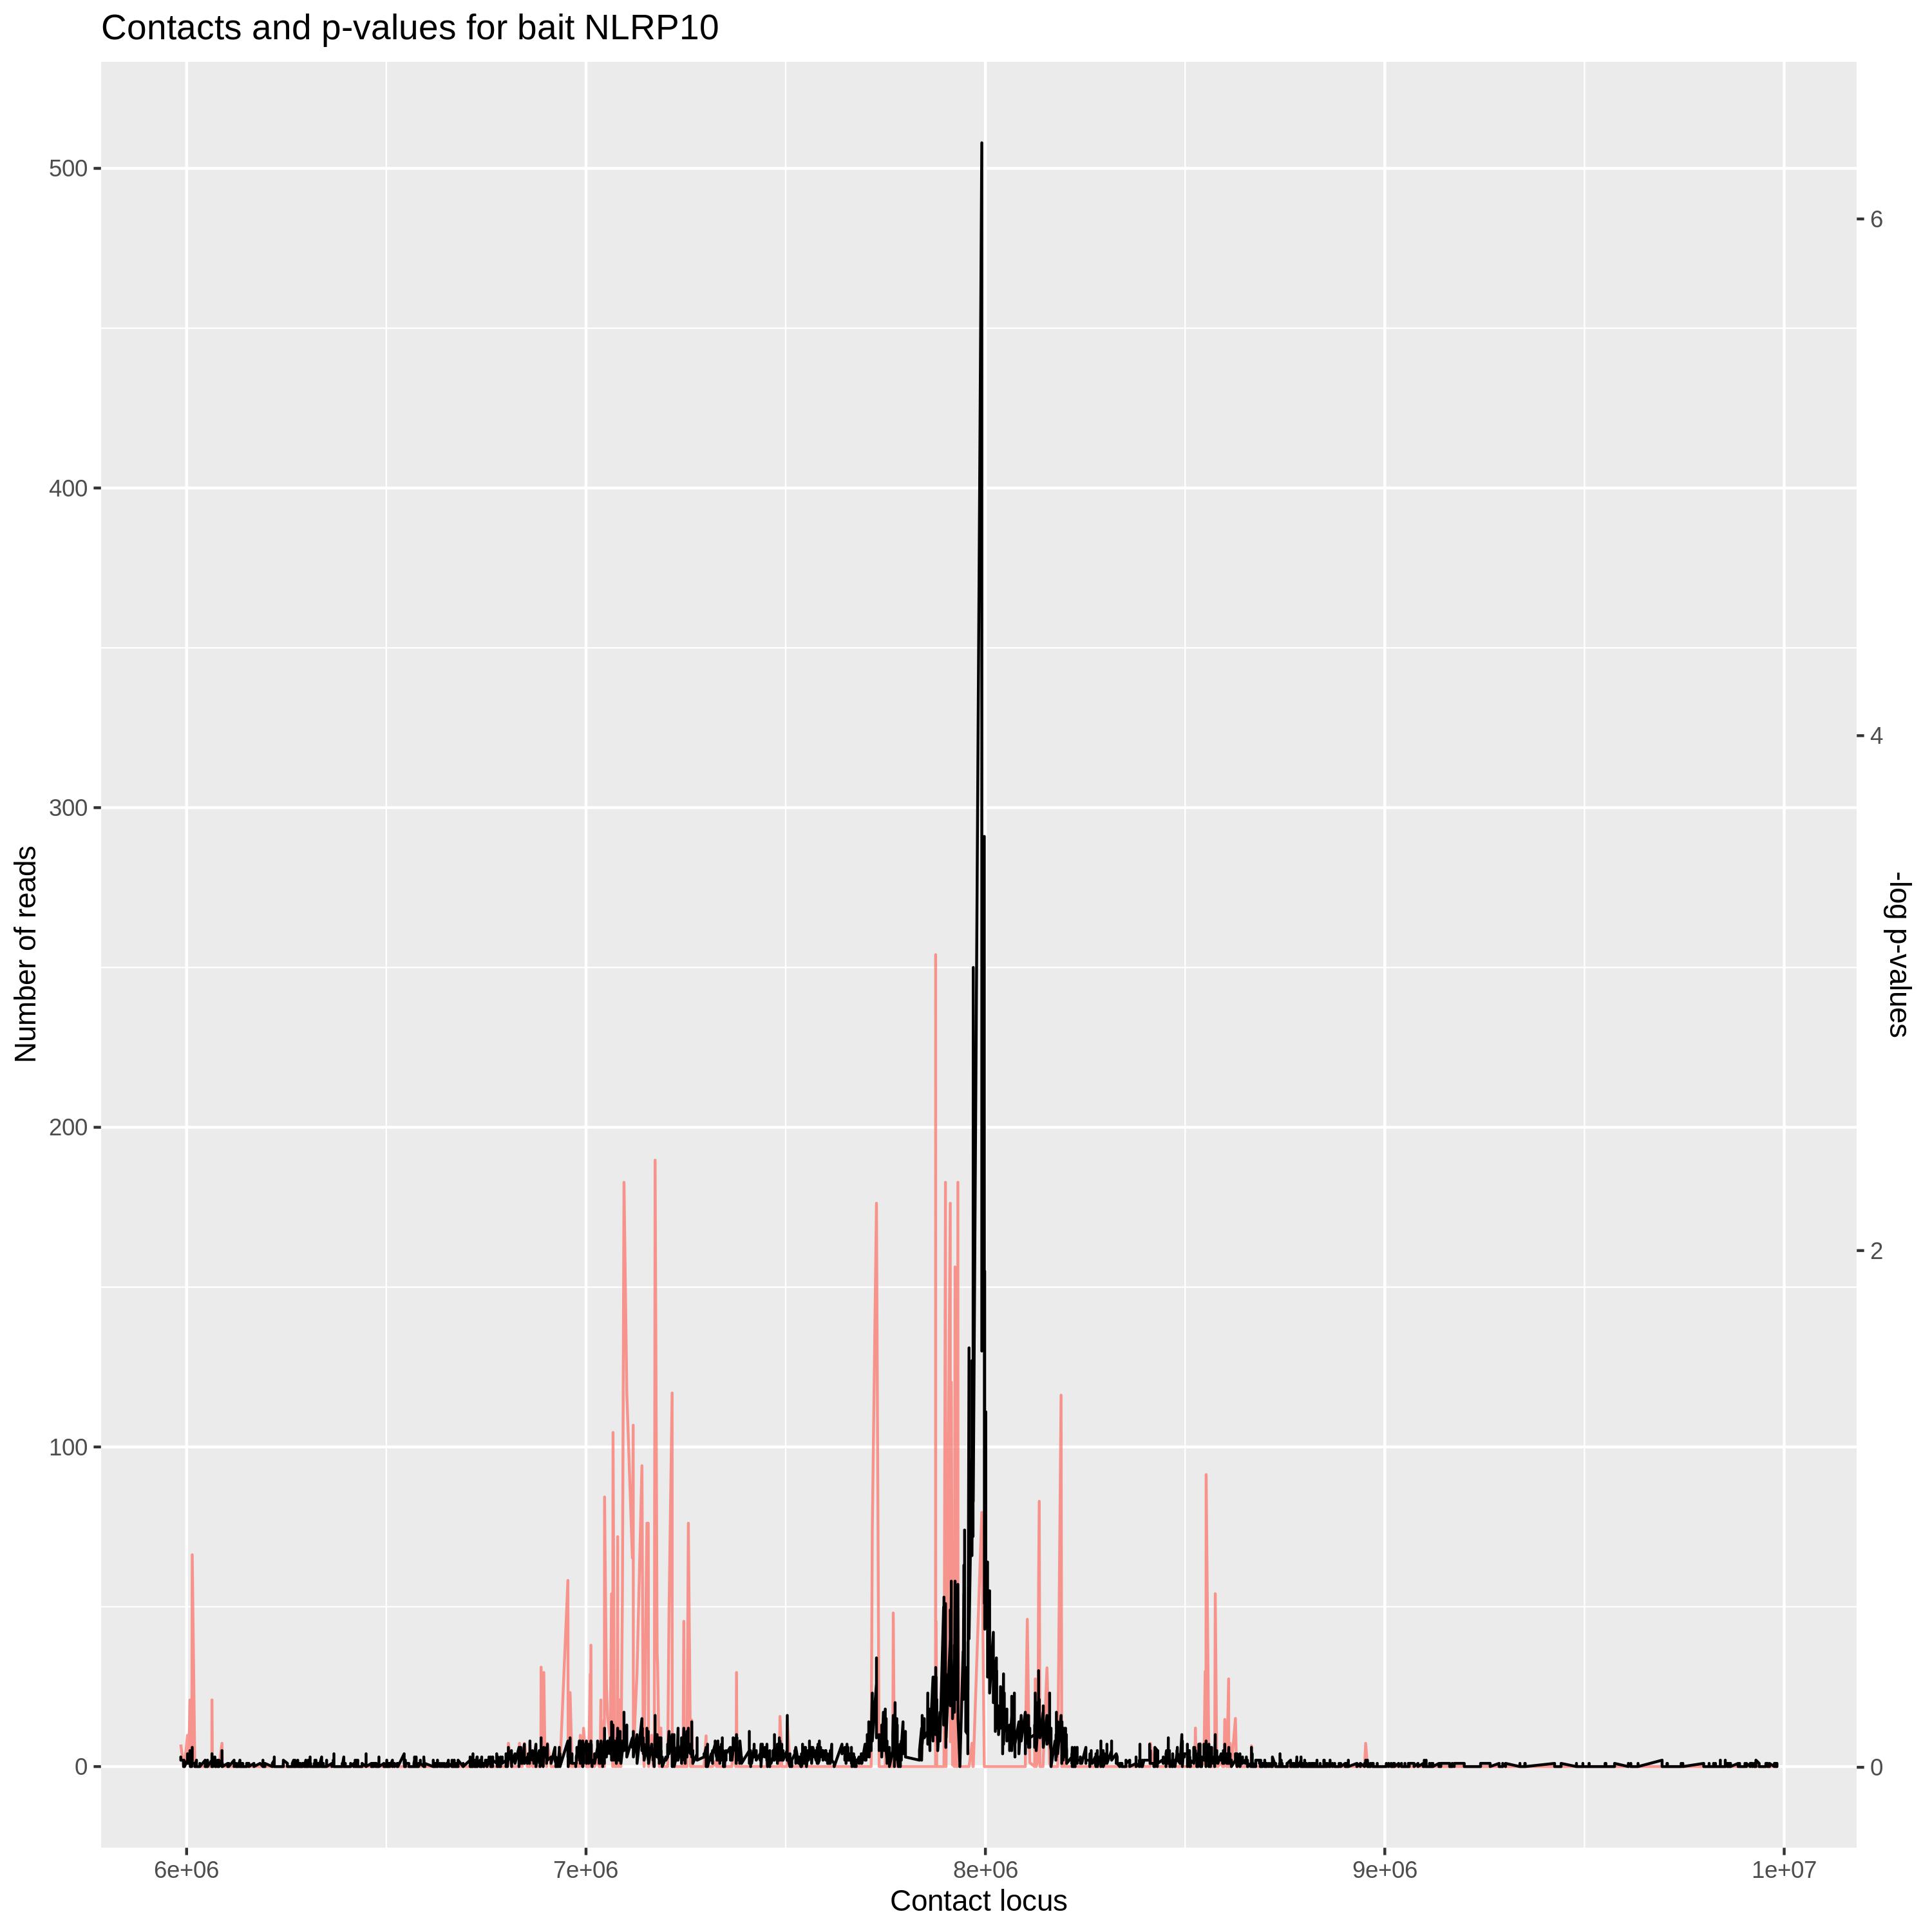 Contacts and p-values for bait NLRP10
500
400
300
200
100
0
Number of reads
6
4
2
0
-log p-values
6e+06
7e+06
8e+06
9e+06
1e+07
Contact locus